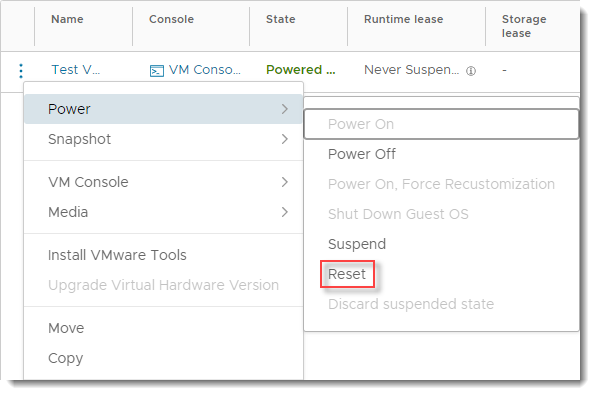 Name Console State Runtime lease Storage lease
Test V... VM Conso... Powered ... Never Suspen... -
Power
Snapshot
VM Console
Media
Install VMware Tools
Upgrade Virtual Hardware Version
Move
Copy
Power On
Power Off
Power On, Force Recustomization
Shut Down Guest OS
Suspend
Reset
Discard suspended state